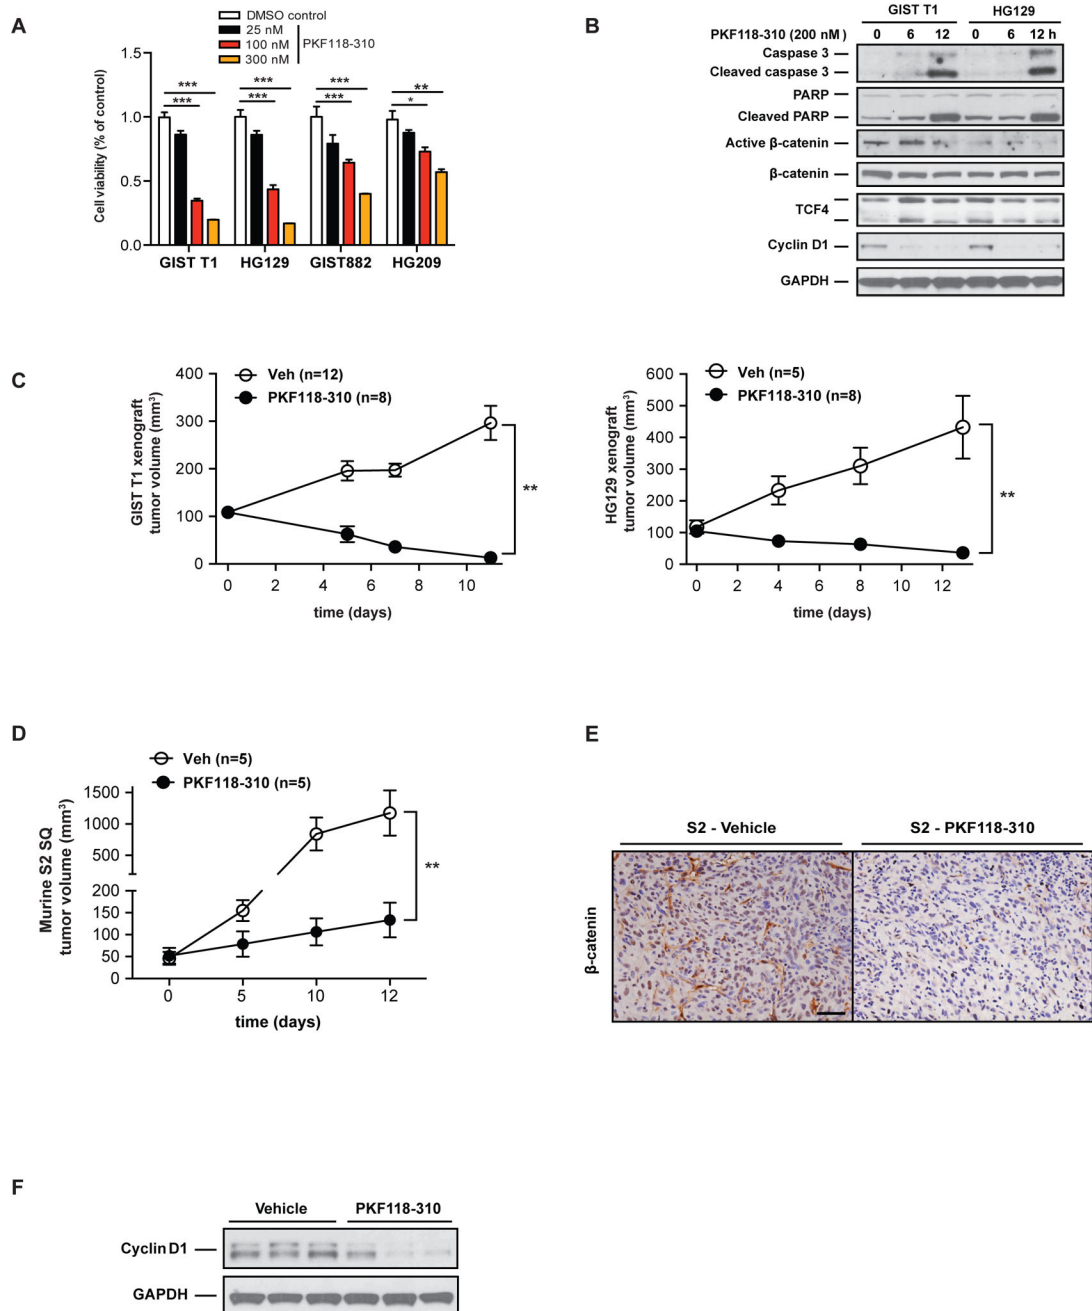 A
DMSO control
25 nM
100 nM
300 nM
PKF118-310
Cell viability (% of control)
1.5
1.0
0.5
0.0
*** *** *** **
*** *** *** *
GIST T1 HG129 GIST882 HG209
B
GIST T1 HG129
PKF118-310 (200 nM) 0 6 12 0 6 12 h
Caspase 3
Cleaved caspase 3
PARP
Cleaved PARP
Active β-catenin
β-catenin
TCF4
Cyclin D1
GAPDH
C
GIST T1 xenograft
tumor volume (mm³)
400
300
200
100
0
Veh (n=12)
PKF118-310 (n=8)
**
0 2 4 6 8 10
time (days)
HG129 xenograft
tumor volume (mm³)
600
500
400
300
200
100
0
Veh (n=5)
PKF118-310 (n=8)
**
0 2 4 6 8 10 12
time (days)
D
Veh (n=5)
PKF118-310 (n=5)
Murine S2 SQ
tumor volume (mm³)
1500
1000
500
200
150
100
50
0
**
0 5 10 12
time (days)
E
S2 - Vehicle S2 - PKF118-310
β-catenin
F
Vehicle PKF118-310
Cyclin D1
GAPDH